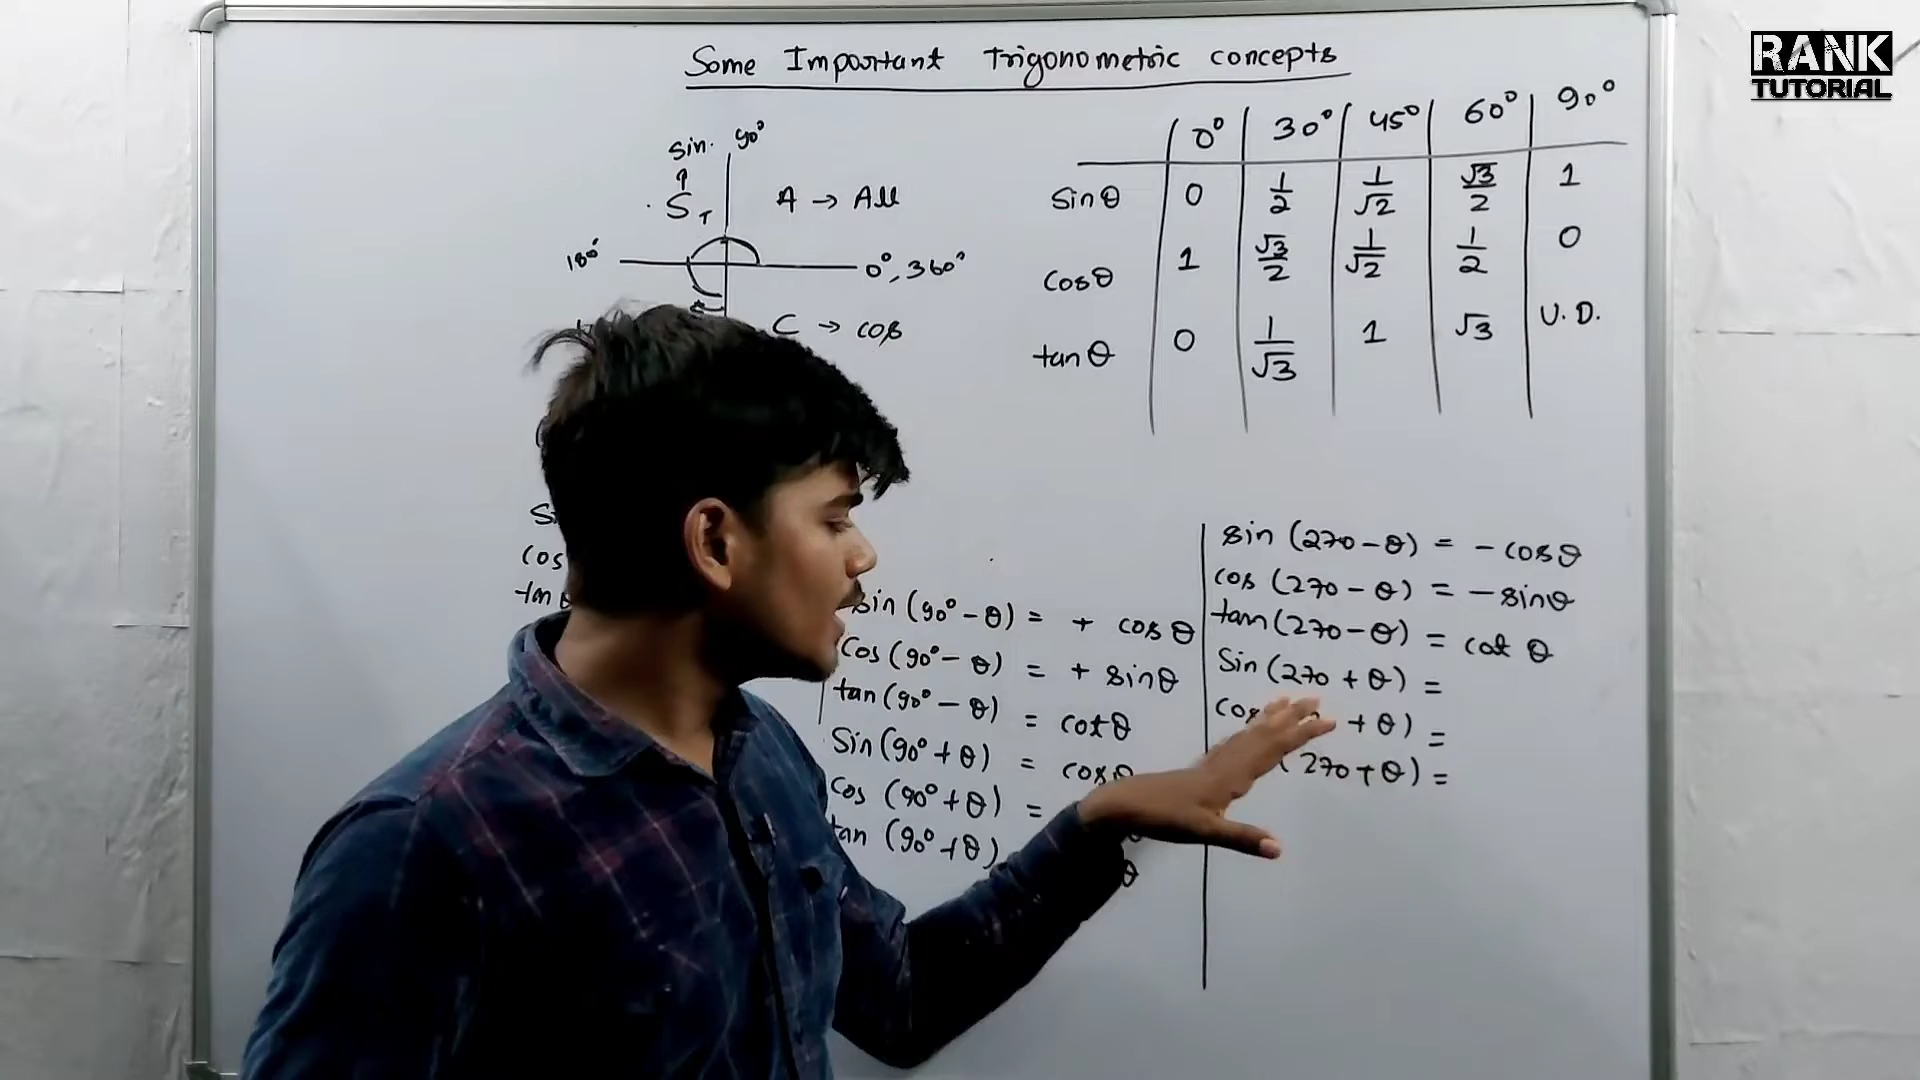 Some Important Trigonometric concepts
RANK
TUTORIAL
sin. 90°
S T
A → All
180°
0°, 360°
C → cos
0° 30° 45° 60° 90°
sinθ 0 1/2 1/√2 √3/2 1
cosθ 1 √3/2 1/√2 1/2 0
tanθ 0 1/√3 1 √3 U.D.
cos
tan θ
sin (90° - θ) = + cos θ
cos (90° - θ) = + sinθ
tan (90° - θ) = cotθ
Sin (90° + θ) = cosθ
cos (90° + θ) =
tan (90° + θ)
θ
sin (270 - θ) = - cosθ
cos (270 - θ) = - sinθ
tan (270 - θ) = cot θ
Sin (270 + θ) =
cos + θ) =
( 270 + θ) =